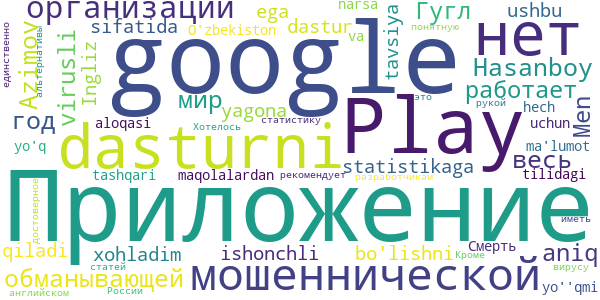 организации
sifatida
O'zbekiston
ega
narsa
dastur
va
tavsiya
Гугл
понятную
ushbu
единственно
альтернативы
Azimov
virusli
Ingliz
google
нет
Hasanboy
работает
мир
yagona
Play
это
рукой
hech
Men
год
aloqasi
Хотелось
статистику
uchun
ma'lumot
yo'q
dasturni
statistikaga
весь
tashqari
maqolalardan
рекомендует
разработчикам
tilidagi
Приложение
достоверное
иметь
qiladi
xohladim
ishonchli
bo'lishni
Смерть
Кроме
aniq
обманывающей
статей
мошеннической
вирусу
английском
России
yo''qmi